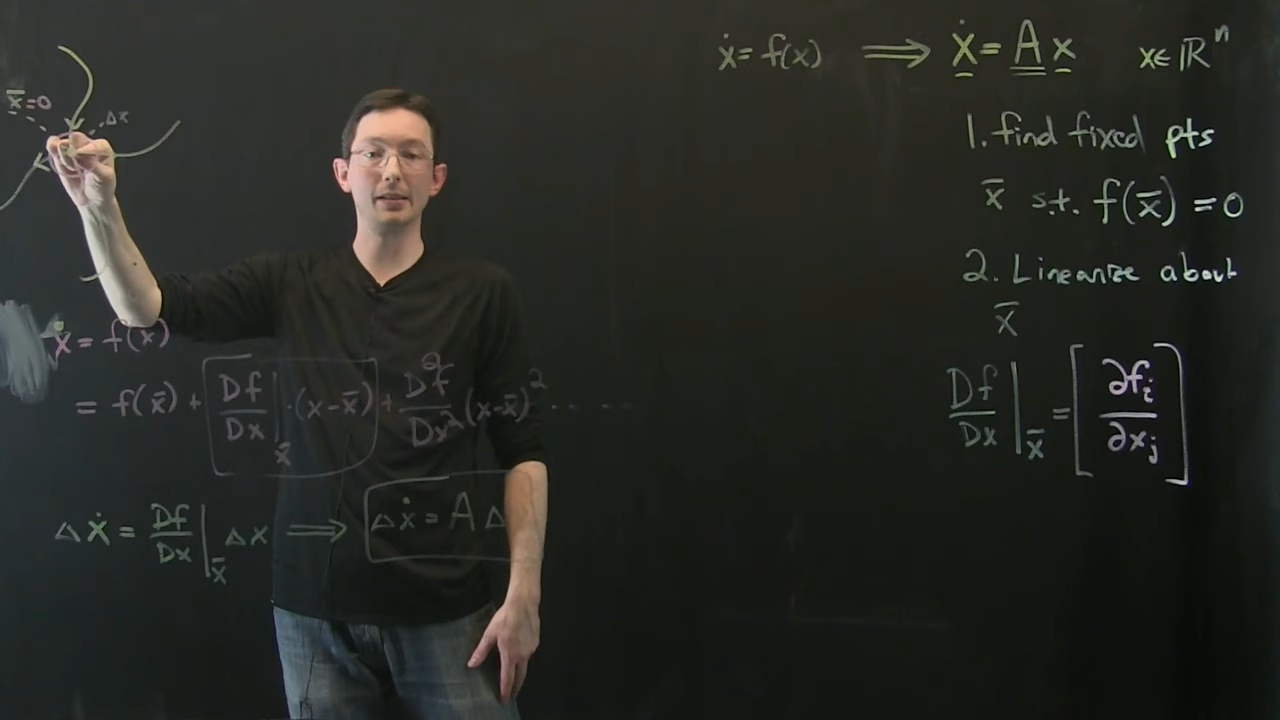 x̄=0
Δx
ẋ = f(x)
= f(x̄) + Df/Dx|x̄ · (x-x̄) + D²f/Dx² (x-x̄)² . . . . . .
Δẋ = Df/Dx|x̄ Δx ⟹ Δẋ = A Δ
ẋ = f(x) ⟹ ẋ = A x x∈ℝⁿ
1. find fixed pts
x̄ s.t. f(x̄) = 0
2. Linearize about
x̄
Df/Dx|x̄ = [∂fᵢ/∂xⱼ]